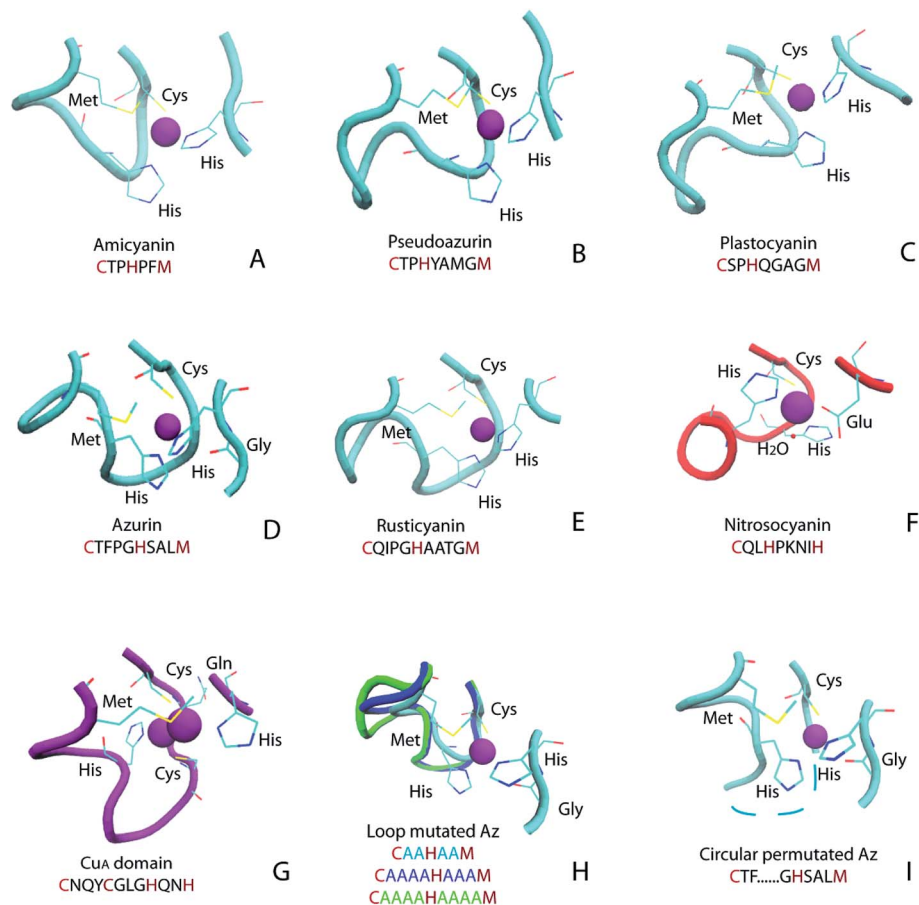 Met
Cys
His
His
Amicyanin
CTPHPFM
A
Met
Cys
His
His
Pseudoazurin
CTPHYAMGM
B
Met
Cys
His
His
Plastocyanin
CSPHQGAGM
C
Cys
Met
His
His
Gly
Azurin
CTFPGHSALM
D
Cys
Met
His
His
Rusticyanin
CQIPGHAATGM
E
Cys
His
Glu
H2O
His
Nitrosocyanin
CQLHPKNIH
F
Cys
Gln
Met
His
His
Cys
CuA domain
CNQYCGLGHQNH
G
Cys
Met
His
His
Gly
Loop mutated Az
CAAHAAM
CAAAAHAAAM
CAAAAHAAAAM
H
Cys
Met
His
His
Gly
Circular permutated Az
CTF......GHSALM
I